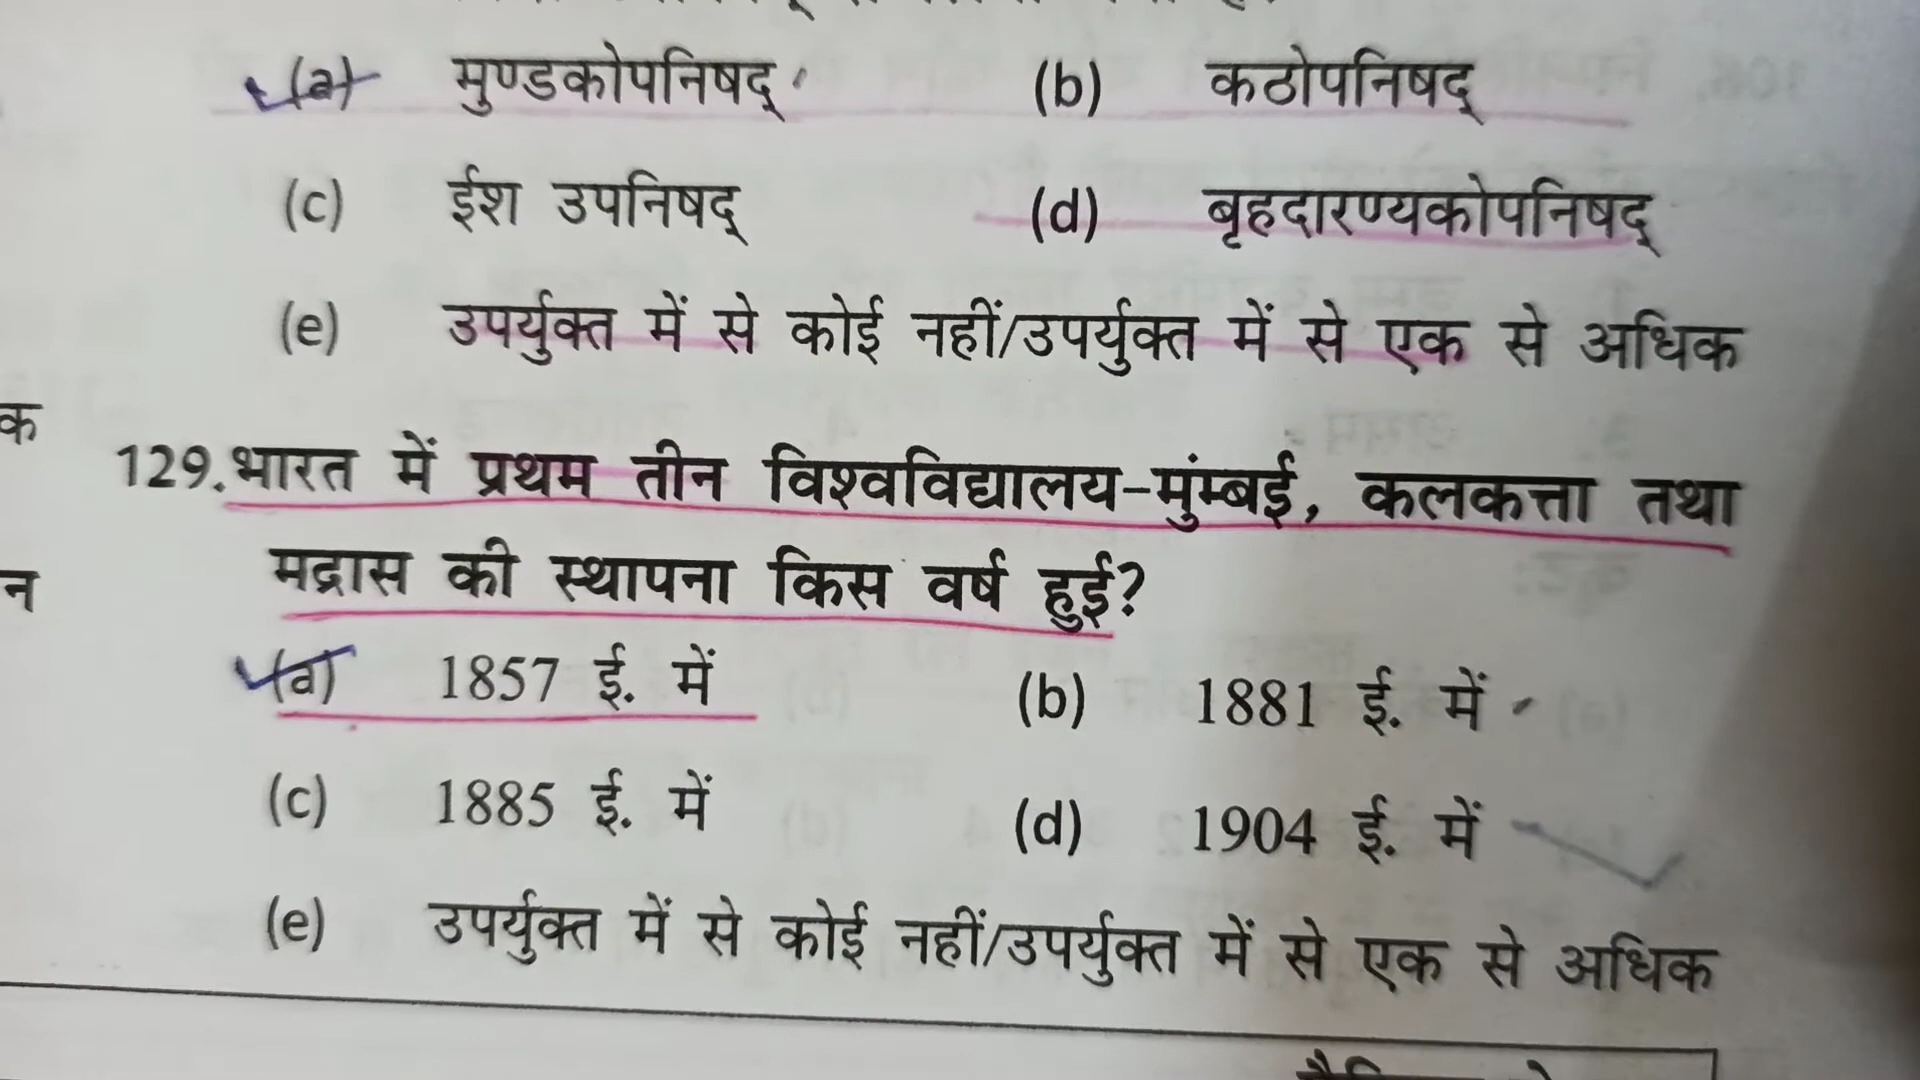 (a) मुण्डकोपनिषद् (b) कठोपनिषद्
(c) ईश उपनिषद् (d) बृहदारण्यकोपनिषद्
(e) उपर्युक्त में से कोई नहीं/उपर्युक्त में से एक से अधिक
क
129. भारत में प्रथम तीन विश्वविद्यालय-मुंम्बई, कलकत्ता तथा
न
मद्रास की स्थापना किस वर्ष हुई?
(a) 1857 ई. में (b) 1881 ई. में
(c) 1885 ई. में (d) 1904 ई. में
(e) उपर्युक्त में से कोई नहीं/उपर्युक्त में से एक से अधिक